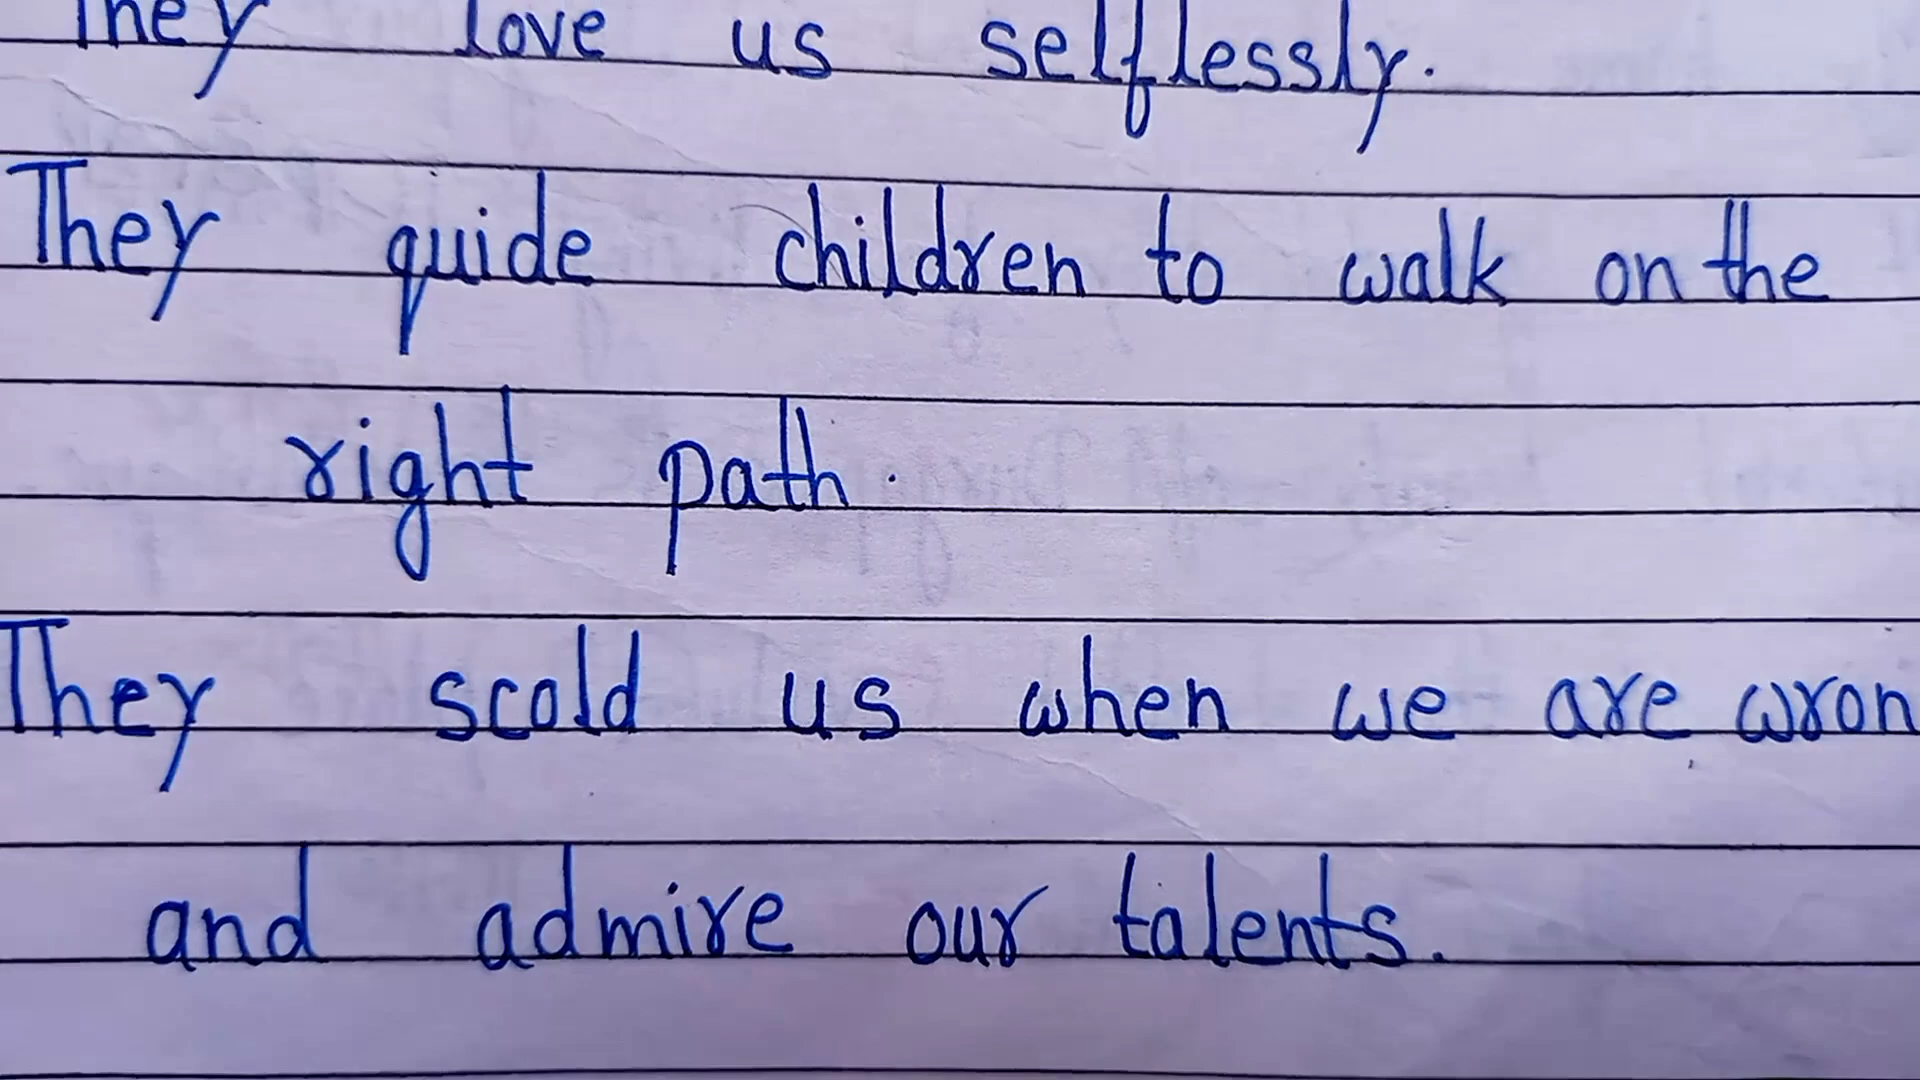 They love us selflessly.
They guide children to walk on the
right path.
They scold us when we are wron
and admire our talents.